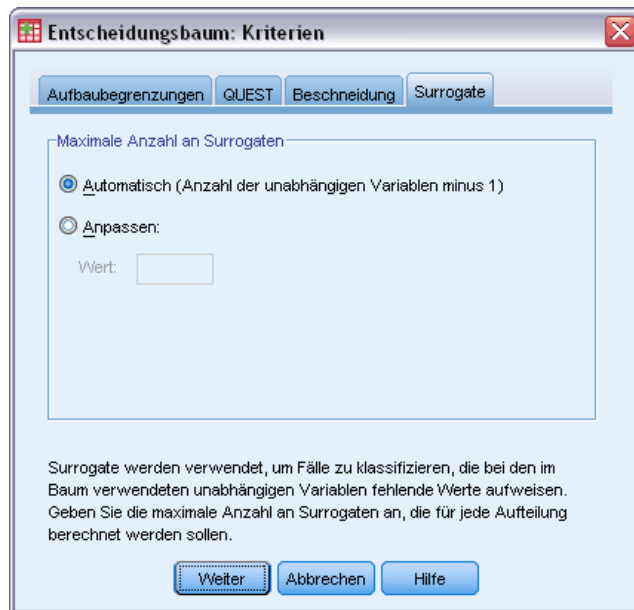 Entscheidungsbaum: Kriterien
Aufbaubegrenzungen QUEST Beschneidung Surrogate
Maximale Anzahl an Surrogaten
Automatisch (Anzahl der unabhängigen Variablen minus 1)
Anpassen:
Wert:
Surrogate werden verwendet, um Fälle zu klassifizieren, die bei den im
Baum verwendeten unabhängigen Variablen fehlende Werte aufweisen.
Geben Sie die maximale Anzahl an Surrogaten an, die für jede Aufteilung
berechnet werden sollen.
Weiter Abbrechen Hilfe